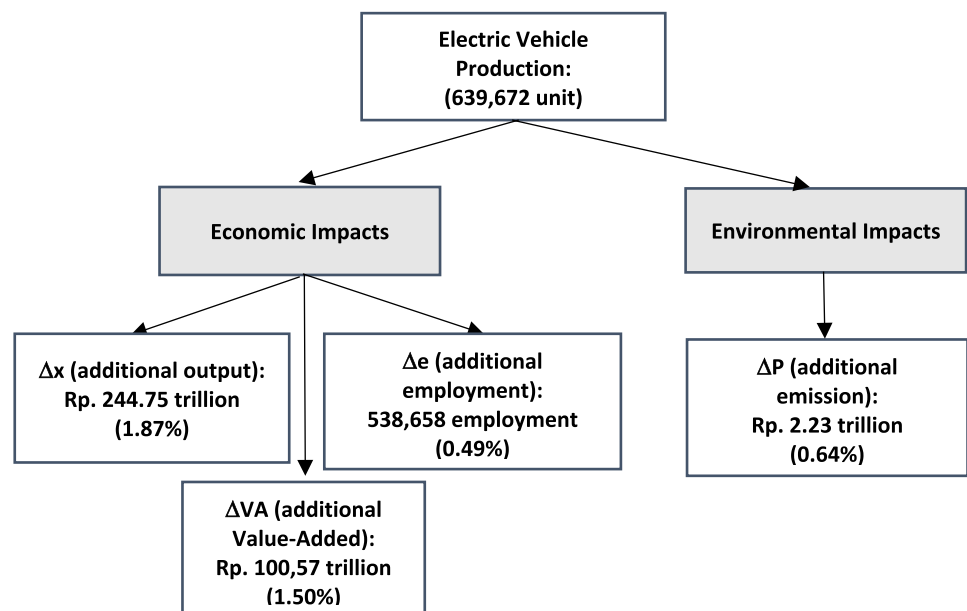 Electric Vehicle
Production:
(639,672 unit)
Economic Impacts
Environmental Impacts
Δx (additional output):
Rp. 244.75 trillion
(1.87%)
Δe (additional
employment):
538,658 employment
(0.49%)
ΔP (additional
emission):
Rp. 2.23 trillion
(0.64%)
ΔVA (additional
Value-Added):
Rp. 100,57 trillion
(1.50%)